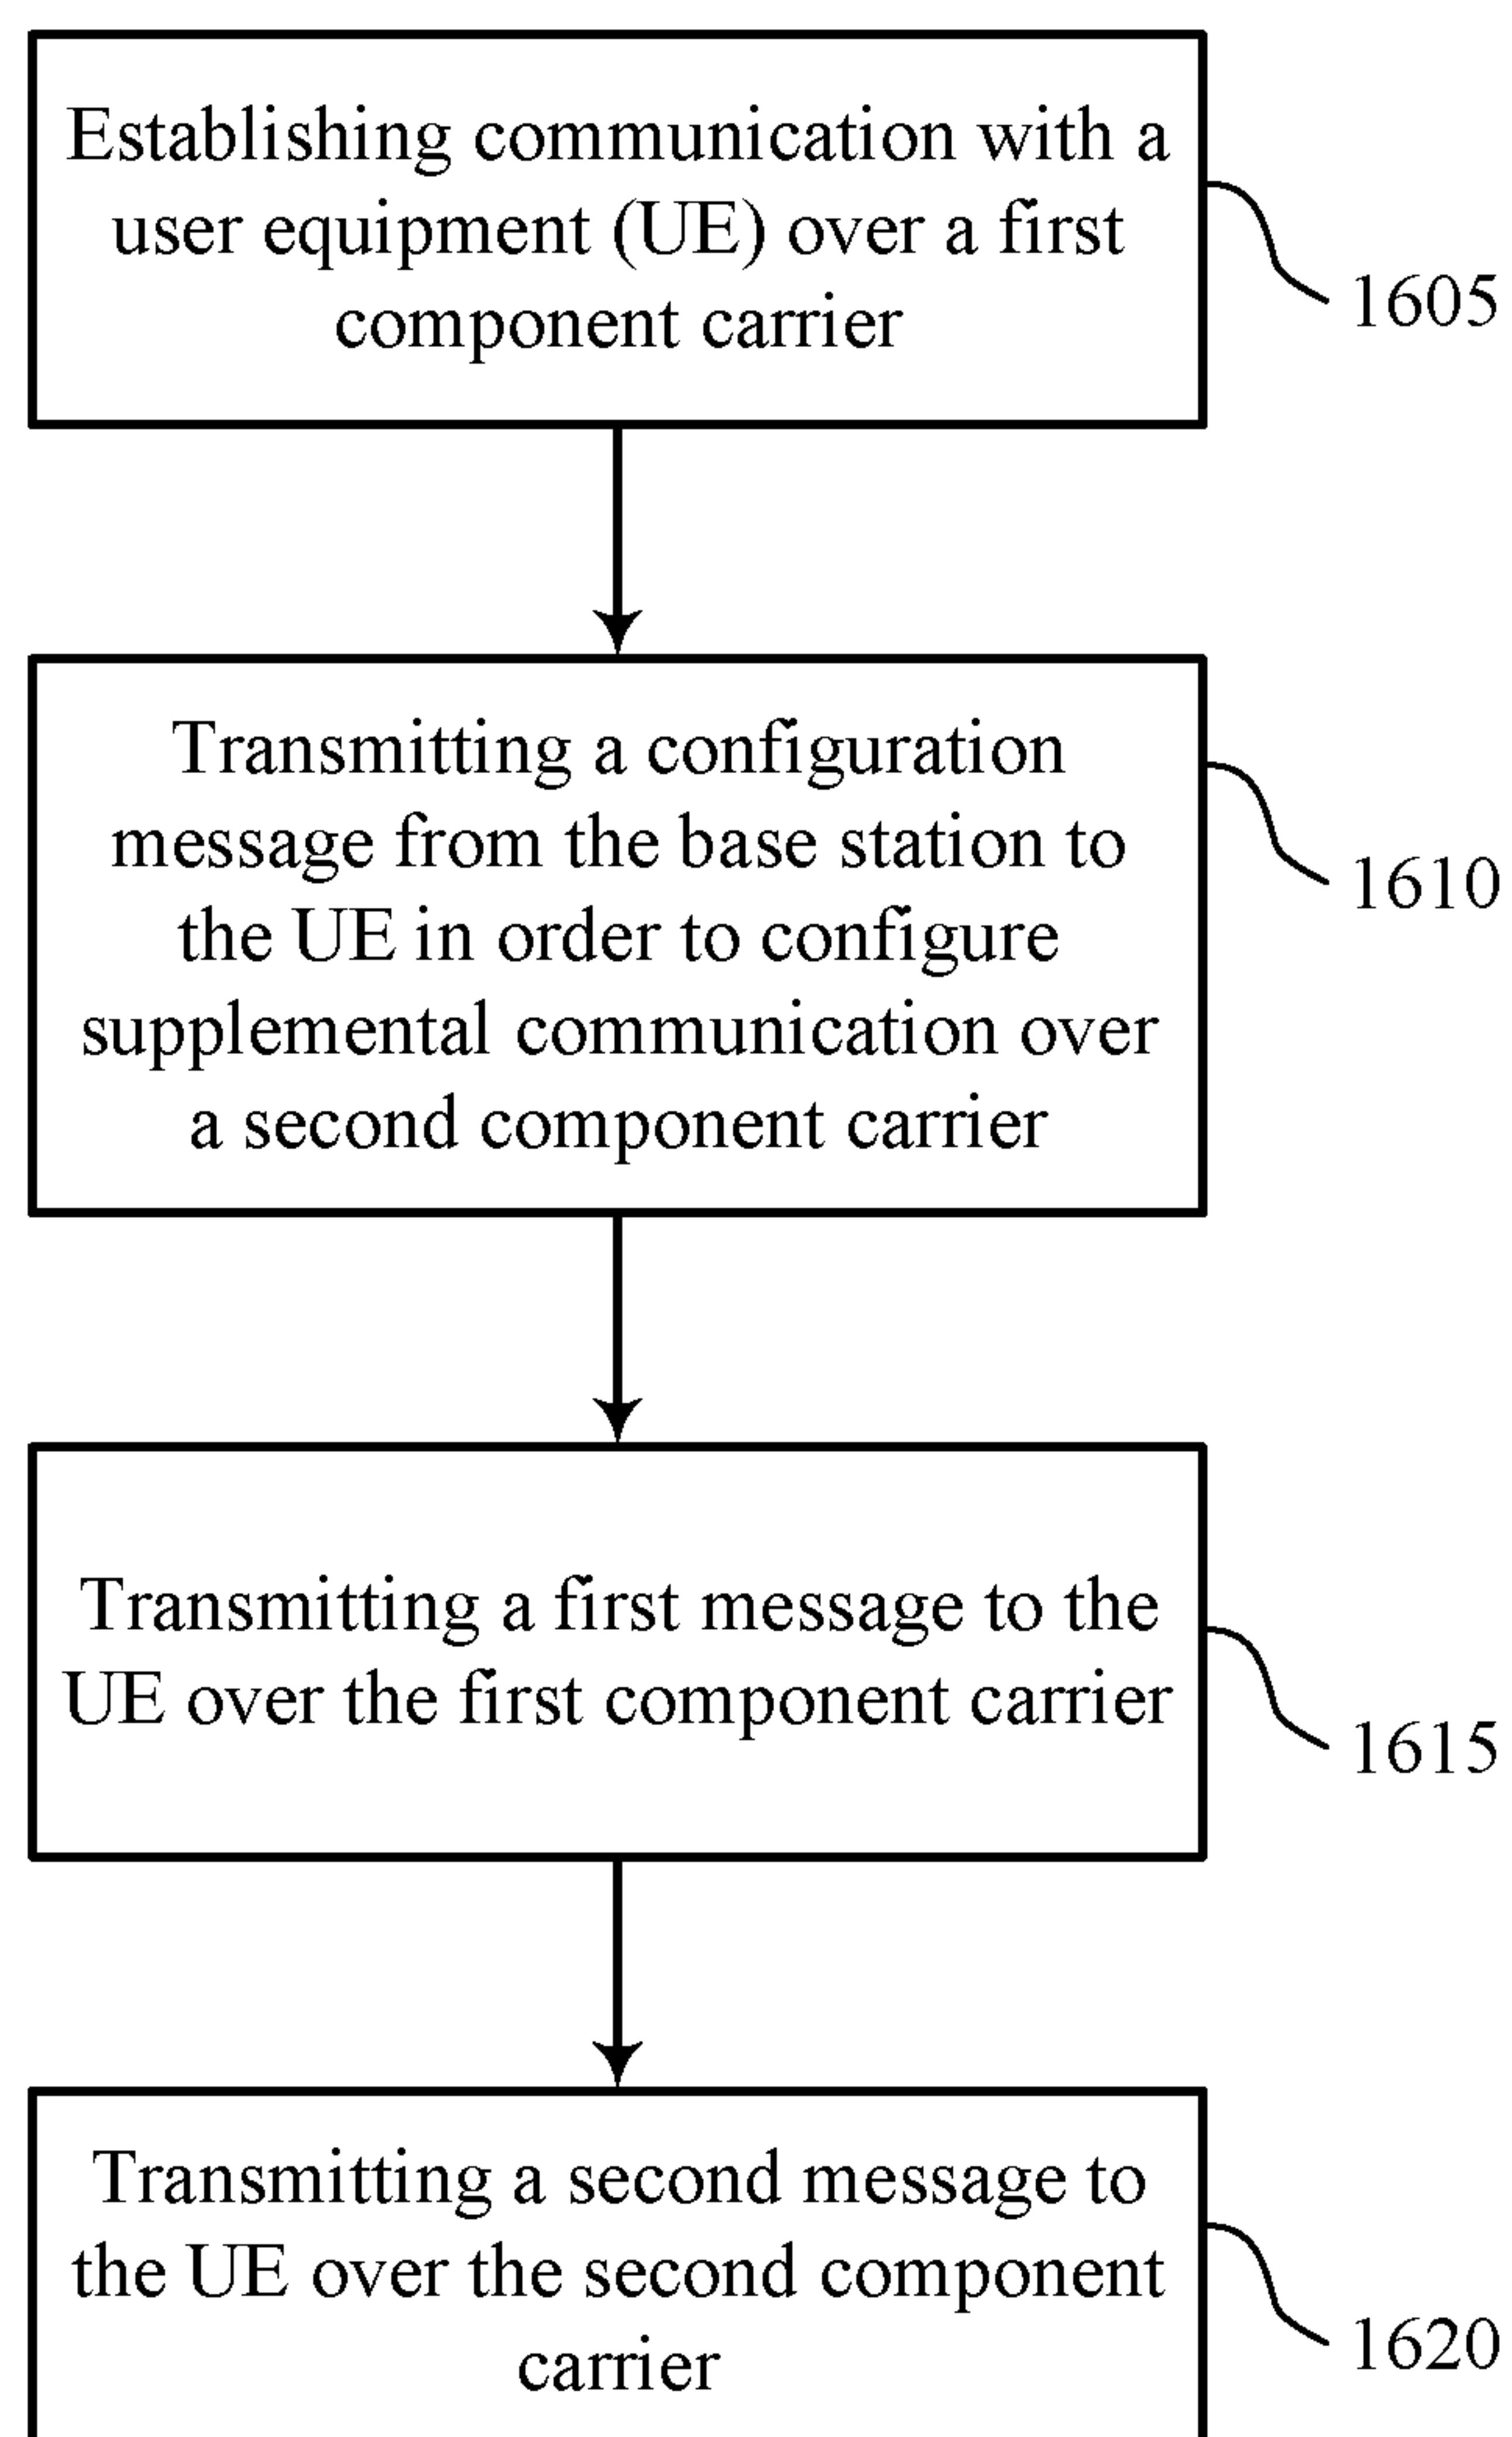 Establishing communication with a
user equipment (UE) over a first
component carrier
1605
Transmitting a configuration
message from the base station to
the UE in order to configure
supplemental communication over
a second component carrier
1610
Transmitting a first message to the
UE over the first component carrier
1615
Transmitting a second message to
the UE over the second component
carrier
1620